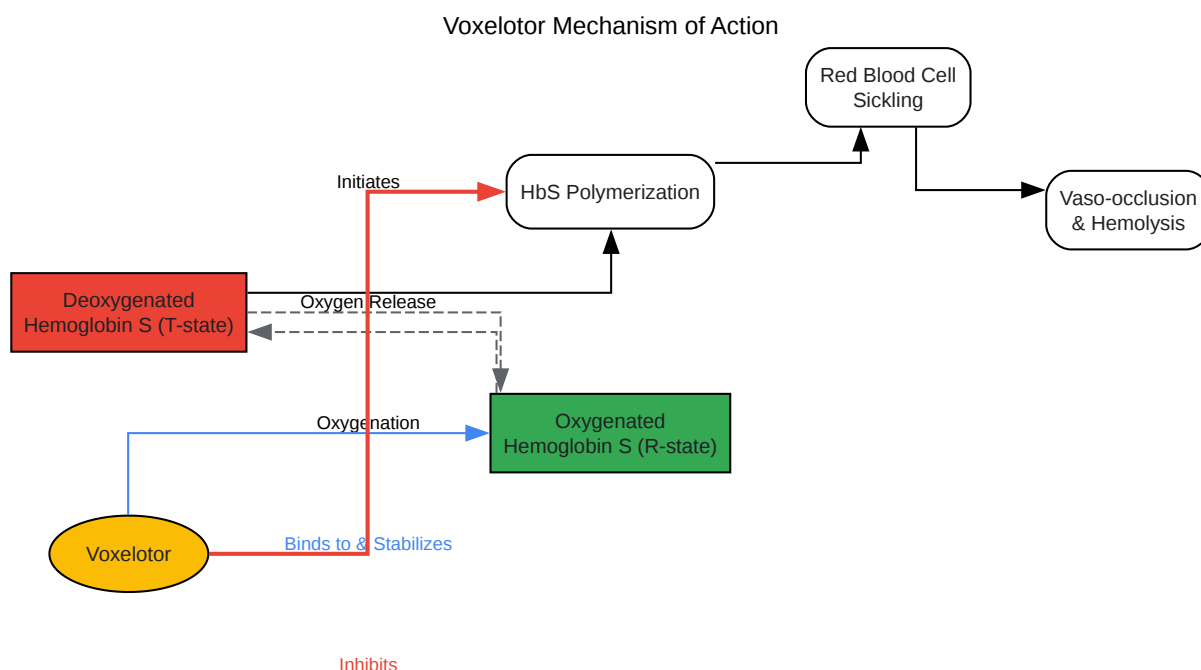 Voxelotor Mechanism of Action
Red Blood Cell
Sickling
Initiates
HbS Polymerization
Vaso-occlusion
& Hemolysis
Deoxygenated
Hemoglobin S (T-state)
Oxygen Release
Oxygenation
Oxygenated
Hemoglobin S (R-state)
Voxelotor
Binds to & Stabilizes
Inhibits